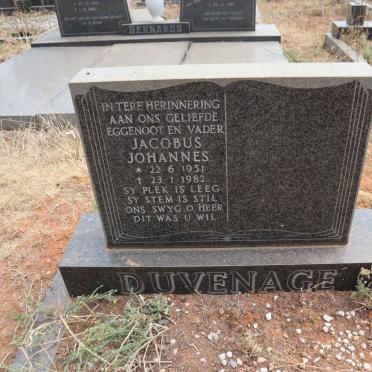 BERNARDS
IN TERE HERINNERING
AAN ONS GELIEFDE
EGGENOOT EN VADER
JACOBUS
JOHANNES
* 22·6·1951
† 23·1·1982
SY PLEK IS LEEG
SY STEM IS STIL
ONS SWYG O HEER
DIT WAS U WIL
DUVENAGE